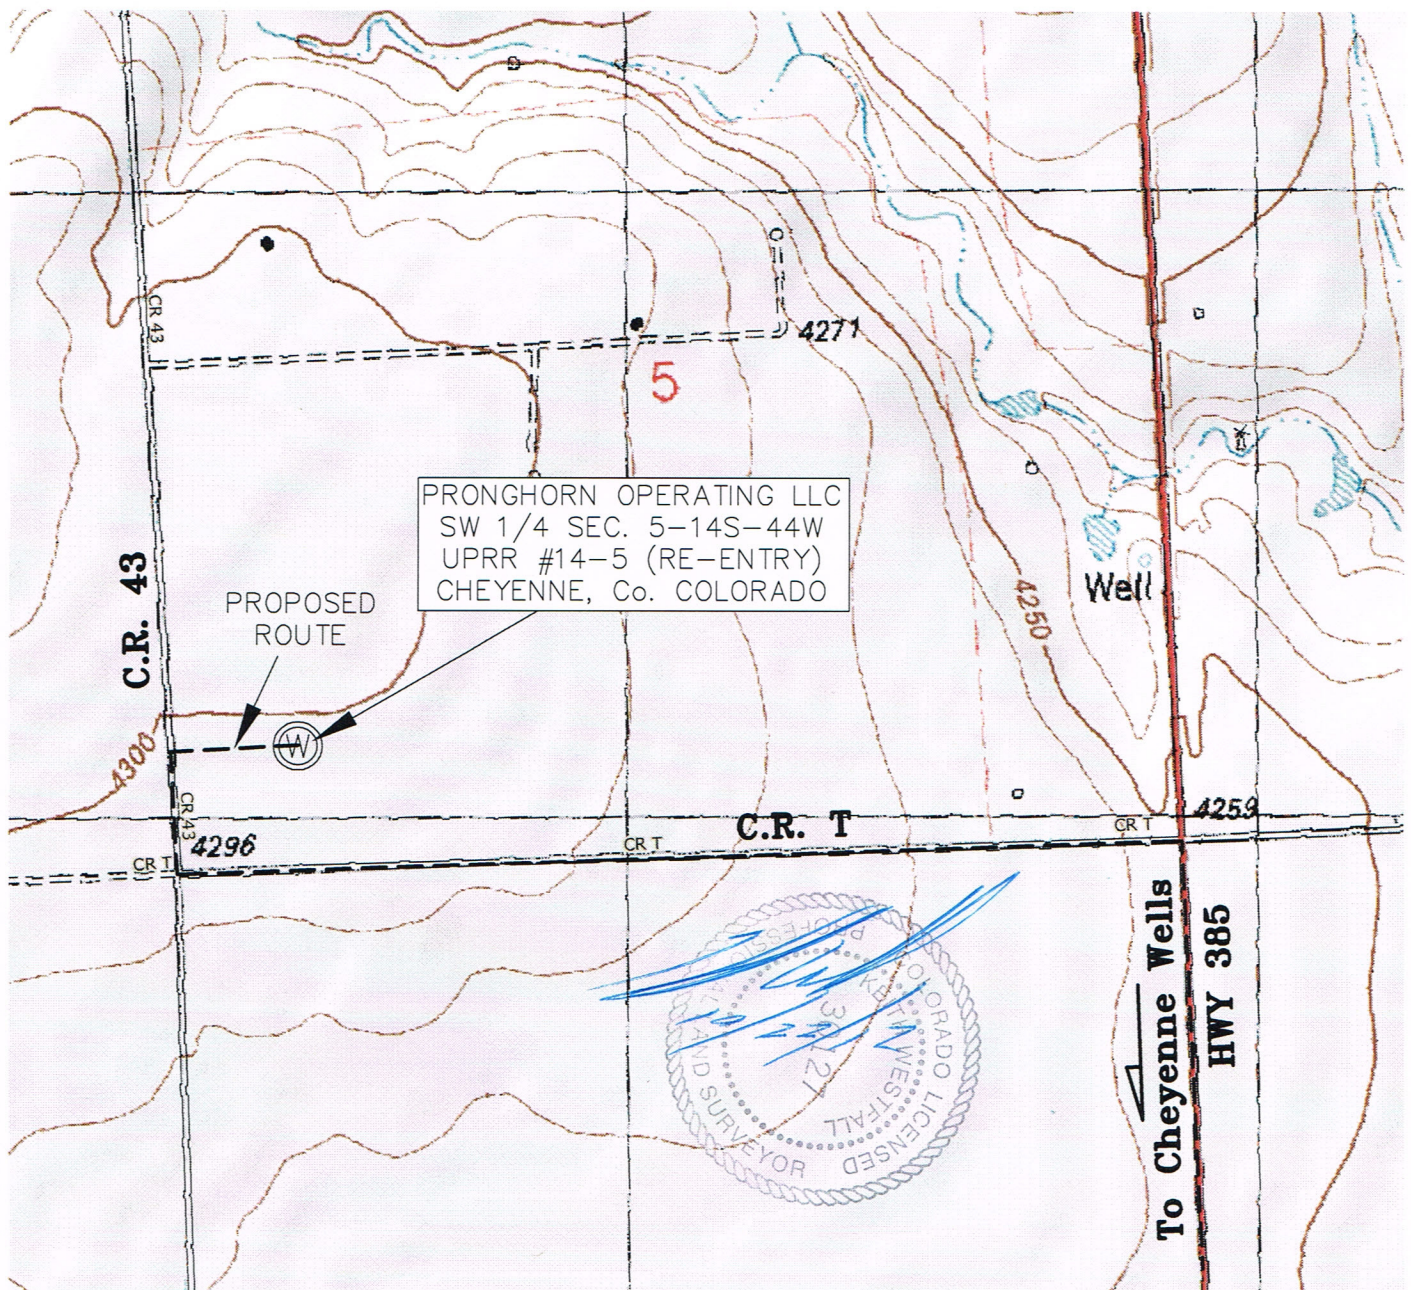 CR 43
4271
5
PRONGHORN OPERATING LLC
SW 1/4 SEC. 5-14S-44W
UPRR #14-5 (RE-ENTRY)
CHEYENNE, Co. COLORADO
C.R. 43
PROPOSED
ROUTE
Well
4250
W
4300
CR 43
4296
CR T
CR T
C.R. T
CR T
4259
To Cheyenne Wells
HWY 385
COLORADO LICENSED
WESTFALL
PROFESSIONAL LAND SURVEYOR